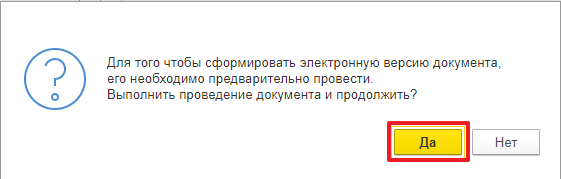 Для того чтобы сформировать электронную версию документа,
его необходимо предварительно провести.
Выполнить проведение документа и продолжить?
Да Нет